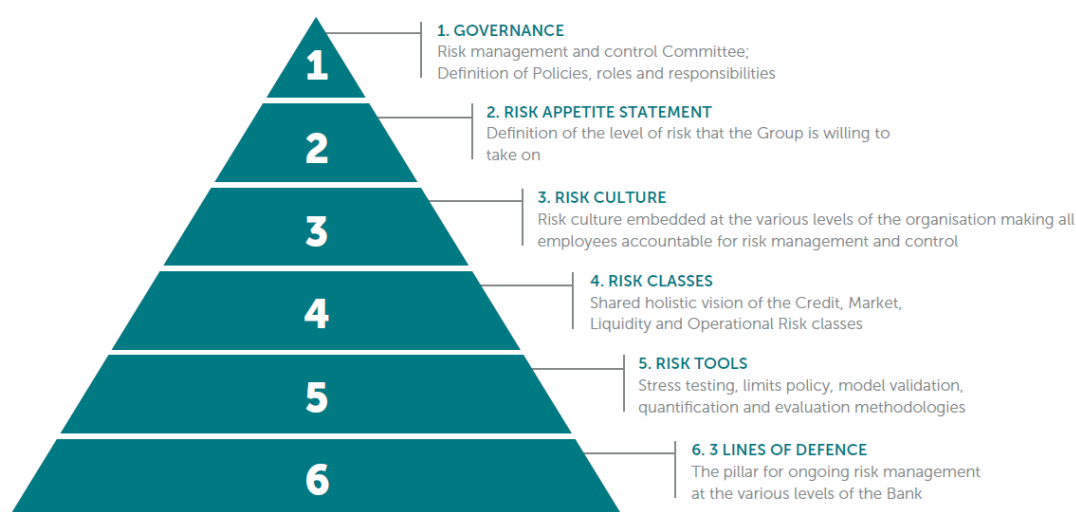 1
1. GOVERNANCE
Risk management and control Committee;
Definition of Policies, roles and responsibilities
2
2. RISK APPETITE STATEMENT
Definition of the level of risk that the Group is willing to
take on
3
3. RISK CULTURE
Risk culture embedded at the various levels of the organisation making all
employees accountable for risk management and control
4
4. RISK CLASSES
Shared holistic vision of the Credit, Market,
Liquidity and Operational Risk classes
5
5. RISK TOOLS
Stress testing, limits policy, model validation,
quantification and evaluation methodologies
6
6. 3 LINES OF DEFENCE
The pillar for ongoing risk management
at the various levels of the Bank